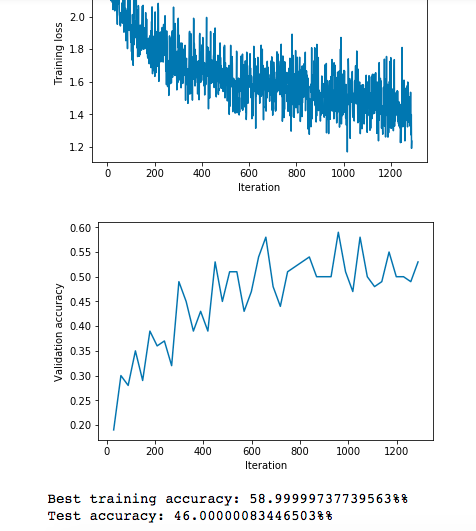 2.0
1.8
1.6
1.4
1.2
Training loss
0 200 400 600 800 1000 1200
Iteration
0.60
0.55
0.50
0.45
0.40
0.35
0.30
0.25
0.20
Validation accuracy
0 200 400 600 800 1000 1200
Iteration
Best training accuracy: 58.99999737739563%%
Test accuracy: 46.00000083446503%%